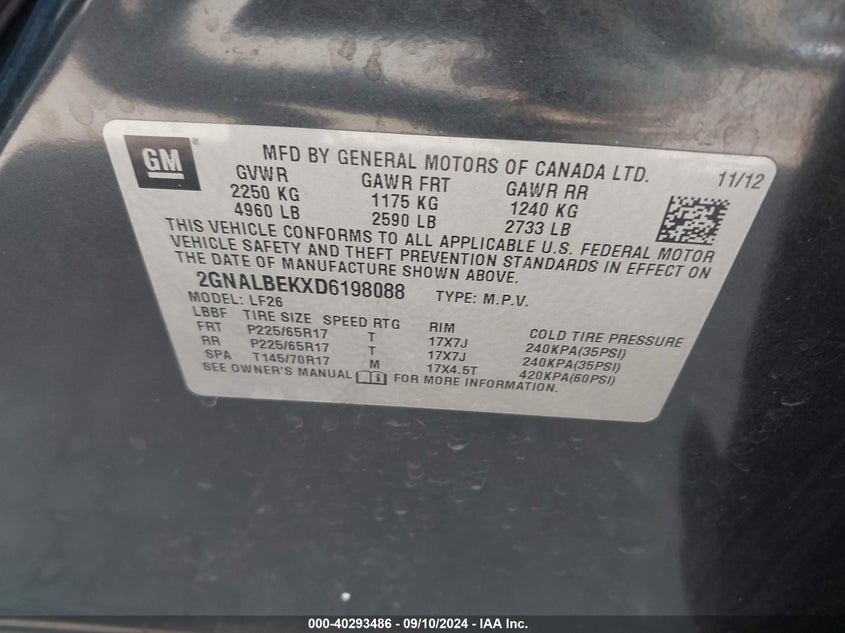 GM® MFD BY GENERAL MOTORS OF CANADA LTD. 11/12
GVWR GAWR FRT GAWR RR
2250 KG 1175 KG 1240 KG
4960 LB 2590 LB 2733 LB
THIS VEHICLE CONFORMS TO ALL APPLICABLE U.S. FEDERAL MOTOR
VEHICLE SAFETY AND THEFT PREVENTION STANDARDS IN EFFECT ON
THE DATE OF MANUFACTURE SHOWN ABOVE.
2GNALBEKXD6198088 TYPE: M.P.V.
MODEL: LF26
LBBF TIRE SIZE SPEED RTG RIM COLD TIRE PRESSURE
FRT P225/65R17 T 17X7J 240KPA(35PSI)
RR P225/65R17 T 17X7J 240KPA(35PSI)
SPA T145/70R17 M 17X4.5T 420KPA(60PSI)
SEE OWNER'S MANUAL FOR MORE INFORMATION.
000-40293486 - 09/10/2024 - IAA Inc.